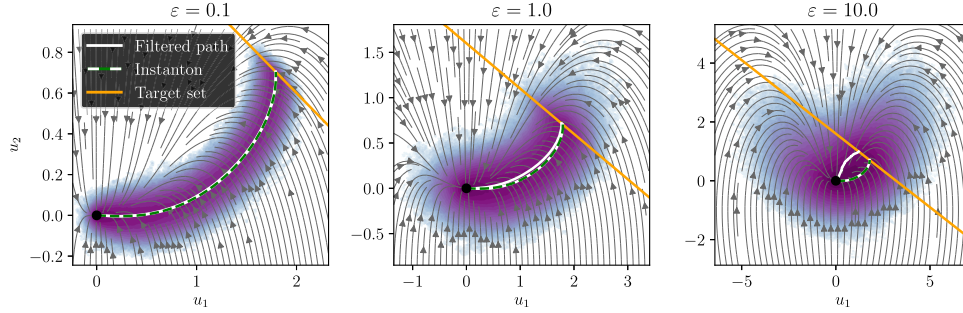 ε = 0.1
ε = 1.0
ε = 10.0
Filtered path
Instanton
Target set
u₂
0.8
0.6
0.4
0.2
0.0
−0.2
0
1
2
u₁
1.5
1.0
0.5
0.0
−0.5
−1
0
1
2
3
u₁
4
2
0
−2
−5
0
5
u₁